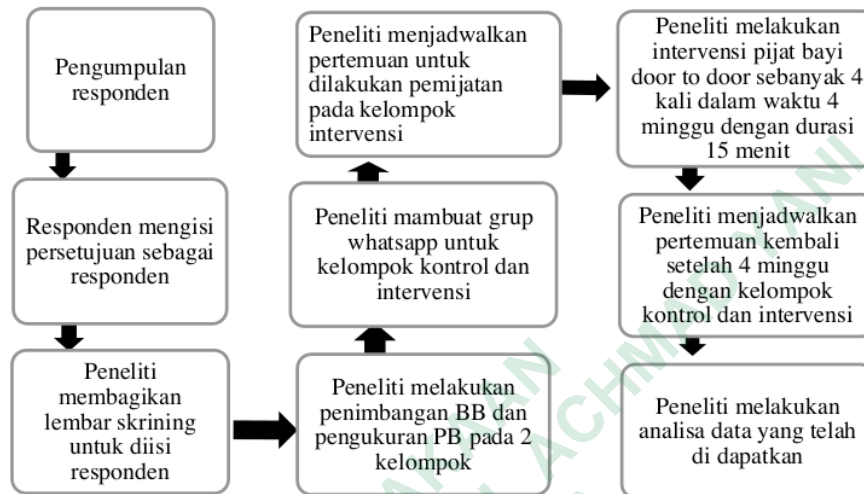 Pengumpulan
responden
Responden mengisi
persetujuan sebagai
responden
Peneliti
membagikan
lembar skrining
untuk diisi
responden
Peneliti melakukan
penimbangan BB dan
pengukuran PB pada 2
kelompok
Peneliti mambuat grup
whatsapp untuk
kelompok kontrol dan
intervensi
Peneliti menjadwalkan
pertemuan untuk
dilakukan pemijatan
pada kelompok
intervensi
Peneliti melakukan
intervensi pijat bayi
door to door sebanyak 4
kali dalam waktu 4
minggu dengan durasi
15 menit
Peneliti menjadwalkan
pertemuan kembali
setelah 4 minggu
dengan kelompok
kontrol dan intervensi
Peneliti melakukan
analisa data yang telah
di dapatkan
ACHMAD YANI